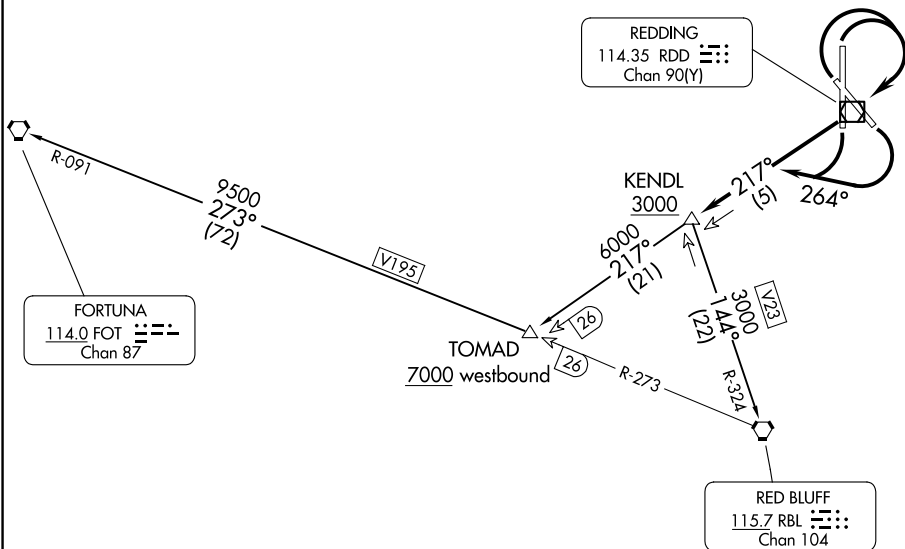 REDDING
114.35 RDD
Chan 90(Y)
R-091
9500
273°
(72)
V195
KENDL
3000
217°
(5)
264°
6000
217°
(21)
FORTUNA
114.0 FOT
Chan 87
26
TOMAD
7000 westbound
26
R-273
V23
3000
144°
(22)
R-324
RED BLUFF
115.7 RBL
Chan 104